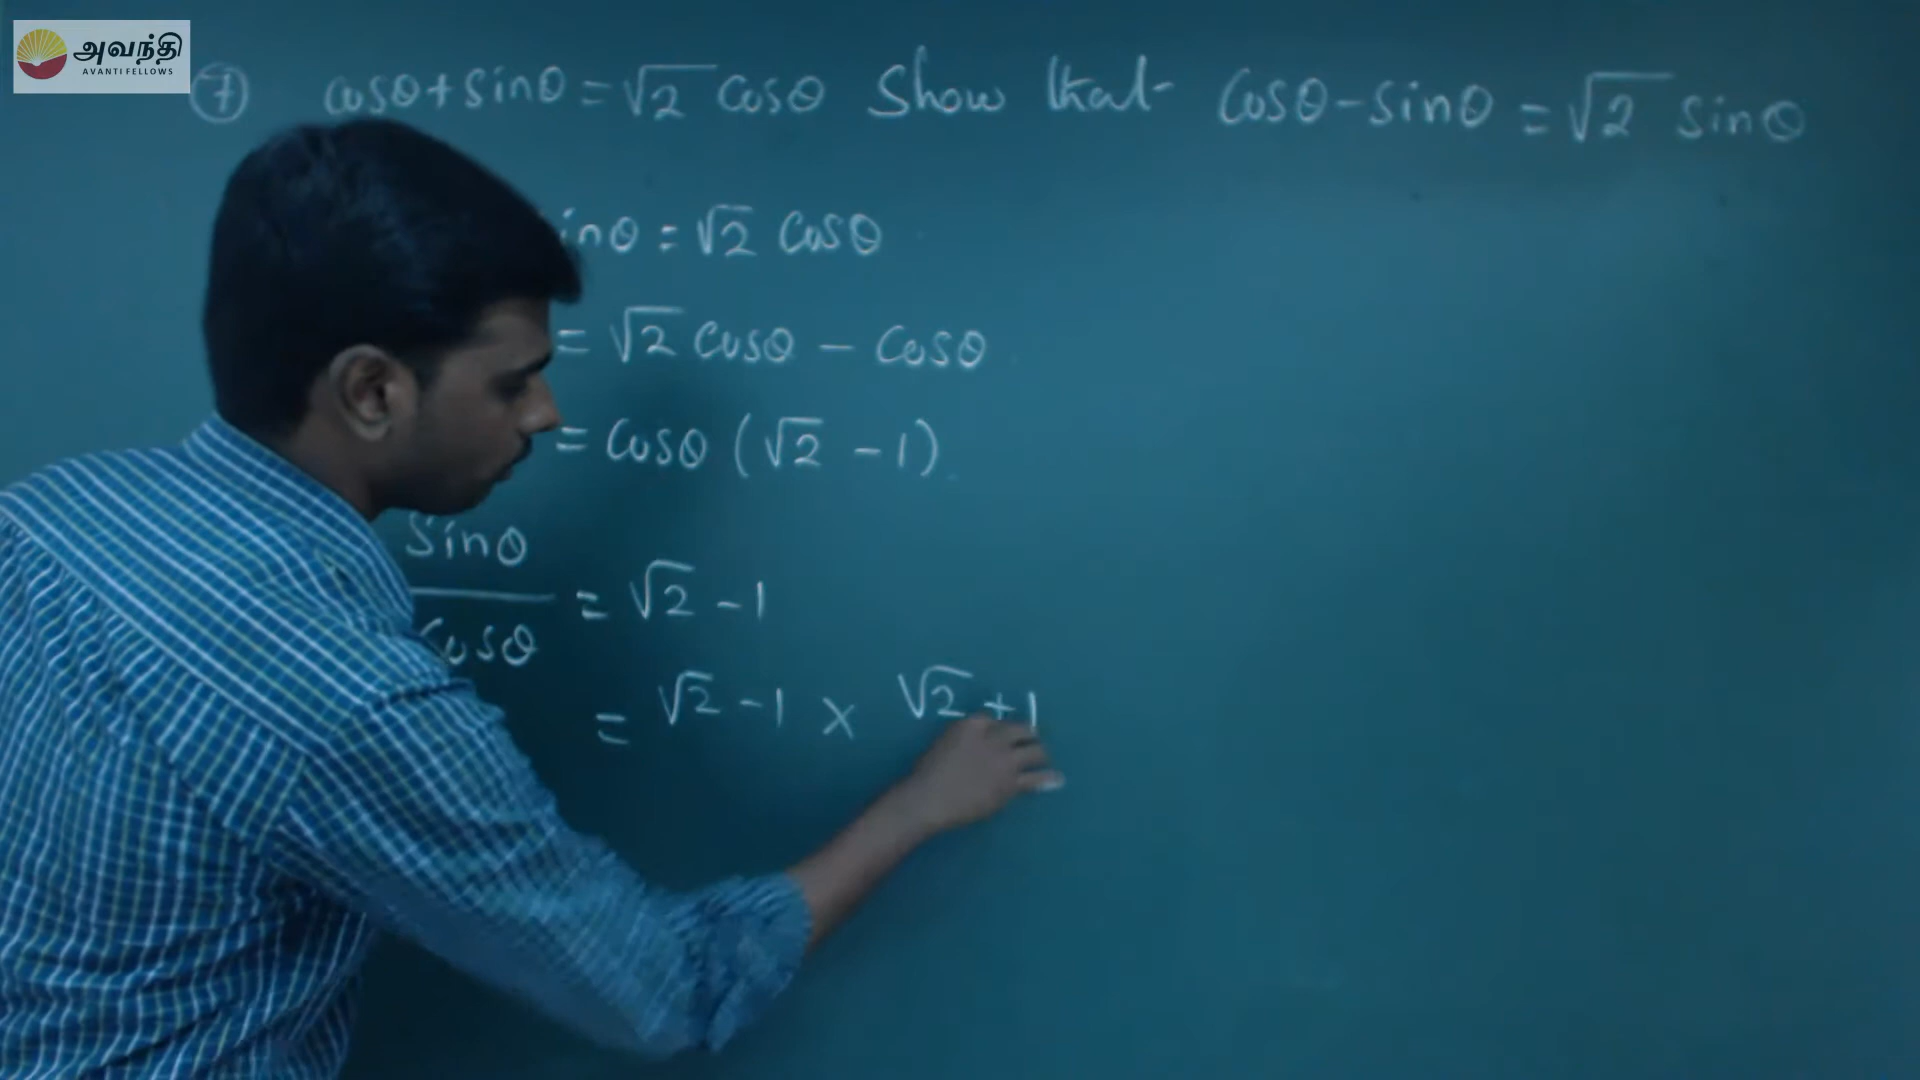 அவந்தி
AVANTI FELLOWS
7 cosθ+sinθ=√2 cosθ Show that cosθ-sinθ=√2 sinθ
inθ=√2 cosθ
=√2 cosθ - cosθ
=cosθ (√2 -1)
sinθ
= √2 -1
cosθ
= √2 -1 × √2 +1